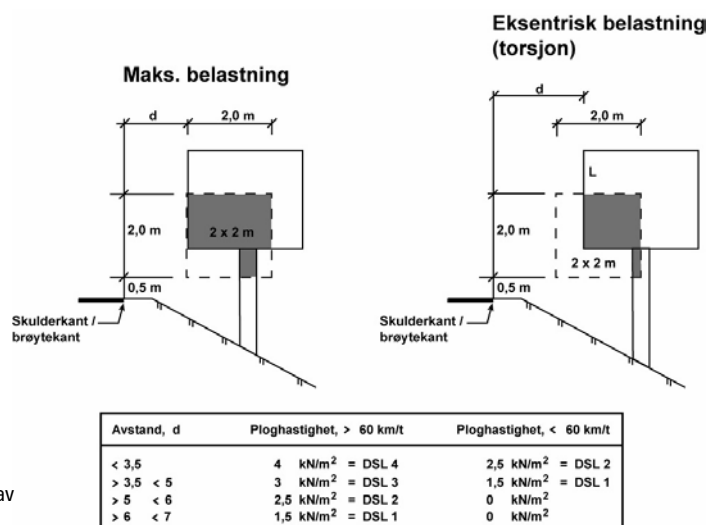 Maks. belastning
d
2,0 m
2,0 m
2 x 2 m
0,5 m
Skulderkant /
brøytekant
Eksentrisk belastning
(torsjon)
d
2,0 m
L
2,0 m
2 x 2 m
0,5 m
Skulderkant /
brøytekant
Avstand, d Ploghastighet, > 60 km/t Ploghastighet, < 60 km/t
< 3,5 4 kN/m² = DSL 4 2,5 kN/m² = DSL 2
> 3,5 < 5 3 kN/m² = DSL 3 1,5 kN/m² = DSL 1
> 5 < 6 2,5 kN/m² = DSL 2 0 kN/m²
> 6 < 7 1,5 kN/m² = DSL 1 0 kN/m²
av